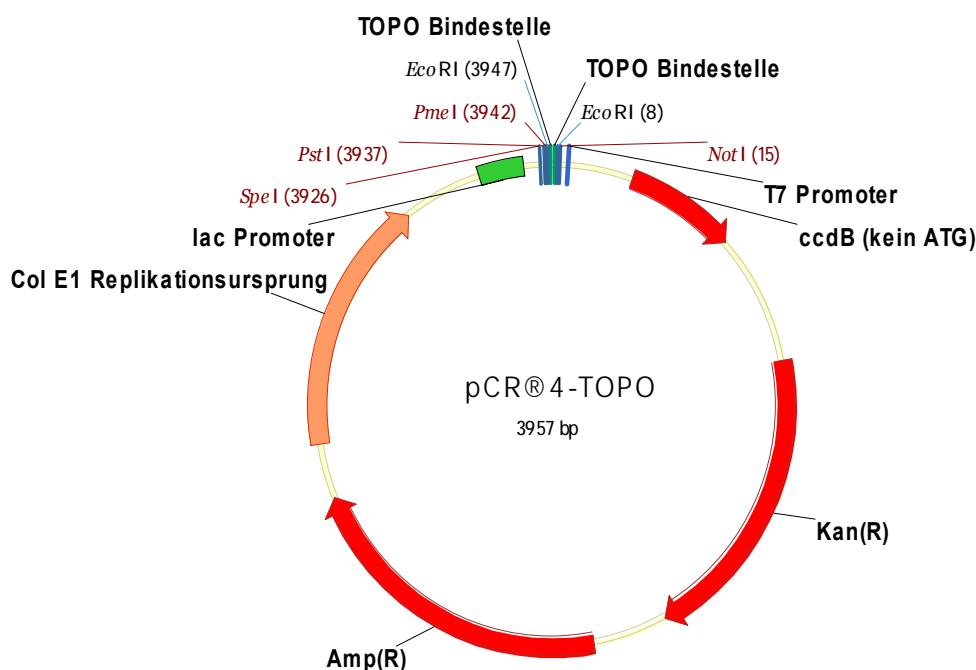 TOPO Bindestelle
EcoRI (3947)
TOPO Bindestelle
PmeI (3942)
EcoRI (8)
PstI (3937)
NotI (15)
SpeI (3926)
T7 Promoter
lac Promoter
ccdB (kein ATG)
Col E1 Replikationsursprung
pCR®4-TOPO
3957 bp
Kan(R)
Amp(R)